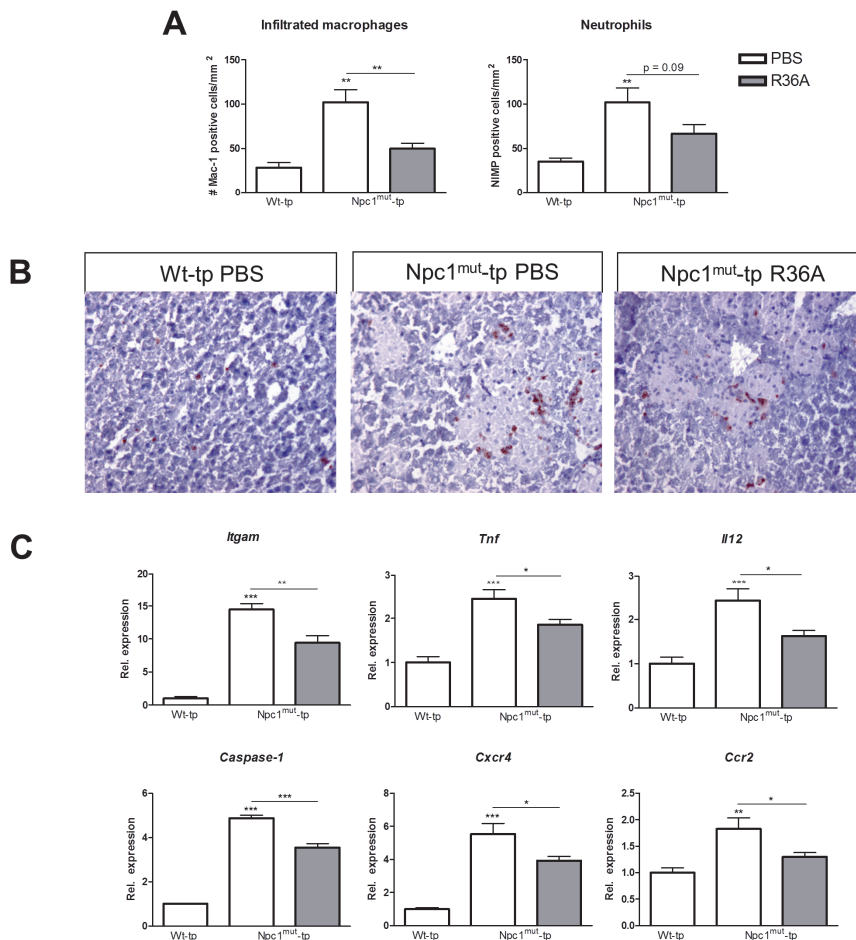 A
Infiltrated macrophages
# Mac-1 positive cells/mm²
150
100
50
0
**
**
Wt-tp
Npc1ᵐᵘᵗ-tp
Neutrophils
NIMP positive cells/mm²
150
100
50
0
**
p = 0.09
Wt-tp
Npc1ᵐᵘᵗ-tp
PBS
R36A
B
Wt-tp PBS
Npc1ᵐᵘᵗ-tp PBS
Npc1ᵐᵘᵗ-tp R36A
C
Itgam
Rel. expression
20
15
10
5
0
***
**
Wt-tp
Npc1ᵐᵘᵗ-tp
Tnf
Rel. expression
3
2
1
0
***
*
Wt-tp
Npc1ᵐᵘᵗ-tp
Il12
Rel. expression
3
2
1
0
***
*
Wt-tp
Npc1ᵐᵘᵗ-tp
Caspase-1
Rel. expression
6
4
2
0
***
***
Wt-tp
Npc1ᵐᵘᵗ-tp
Cxcr4
Rel. expression
8
6
4
2
0
***
*
Wt-tp
Npc1ᵐᵘᵗ-tp
Ccr2
Rel. expression
2.5
2.0
1.5
1.0
0.5
0.0
**
*
Wt-tp
Npc1ᵐᵘᵗ-tp